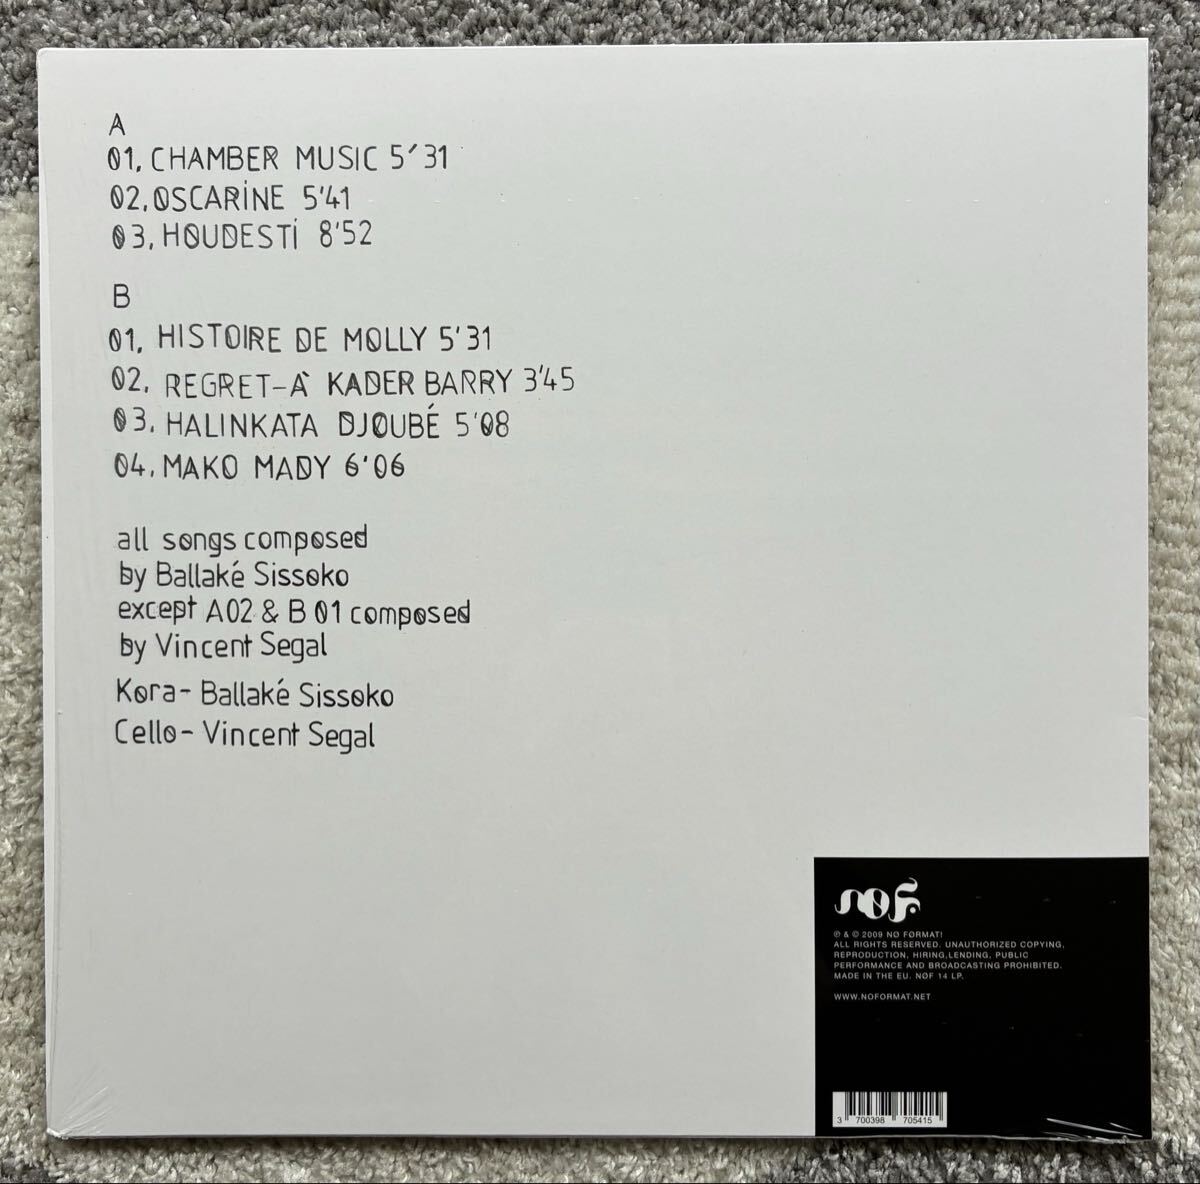 A
01. CHAMBER MUSIC 5'31
02. OSCARINE 5'41
03. HOUDESTI 8'52
B
01. HISTOIRE DE MOLLY 5'31
02. REGRET-À KADER BARRY 3'45
03. HALINKATA DJOUBÉ 5'08
04. MAKO MADY 6'06
all songs composed
by Ballaké Sissoko
except A02 & B 01 composed
by Vincent Segal
Kora- Ballaké Sissoko
Cello- Vincent Segal
NØF.
℗ & © 2009 NØ FØRMAT!
ALL RIGHTS RESERVED. UNAUTHORIZED COPYING,
REPRODUCTION, HIRING,LENDING, PUBLIC
PERFORMANCE AND BROADCASTING PROHIBITED.
MADE IN THE EU. NØF 14 LP.
WWW.NOFORMAT.NET
3 700398 705415